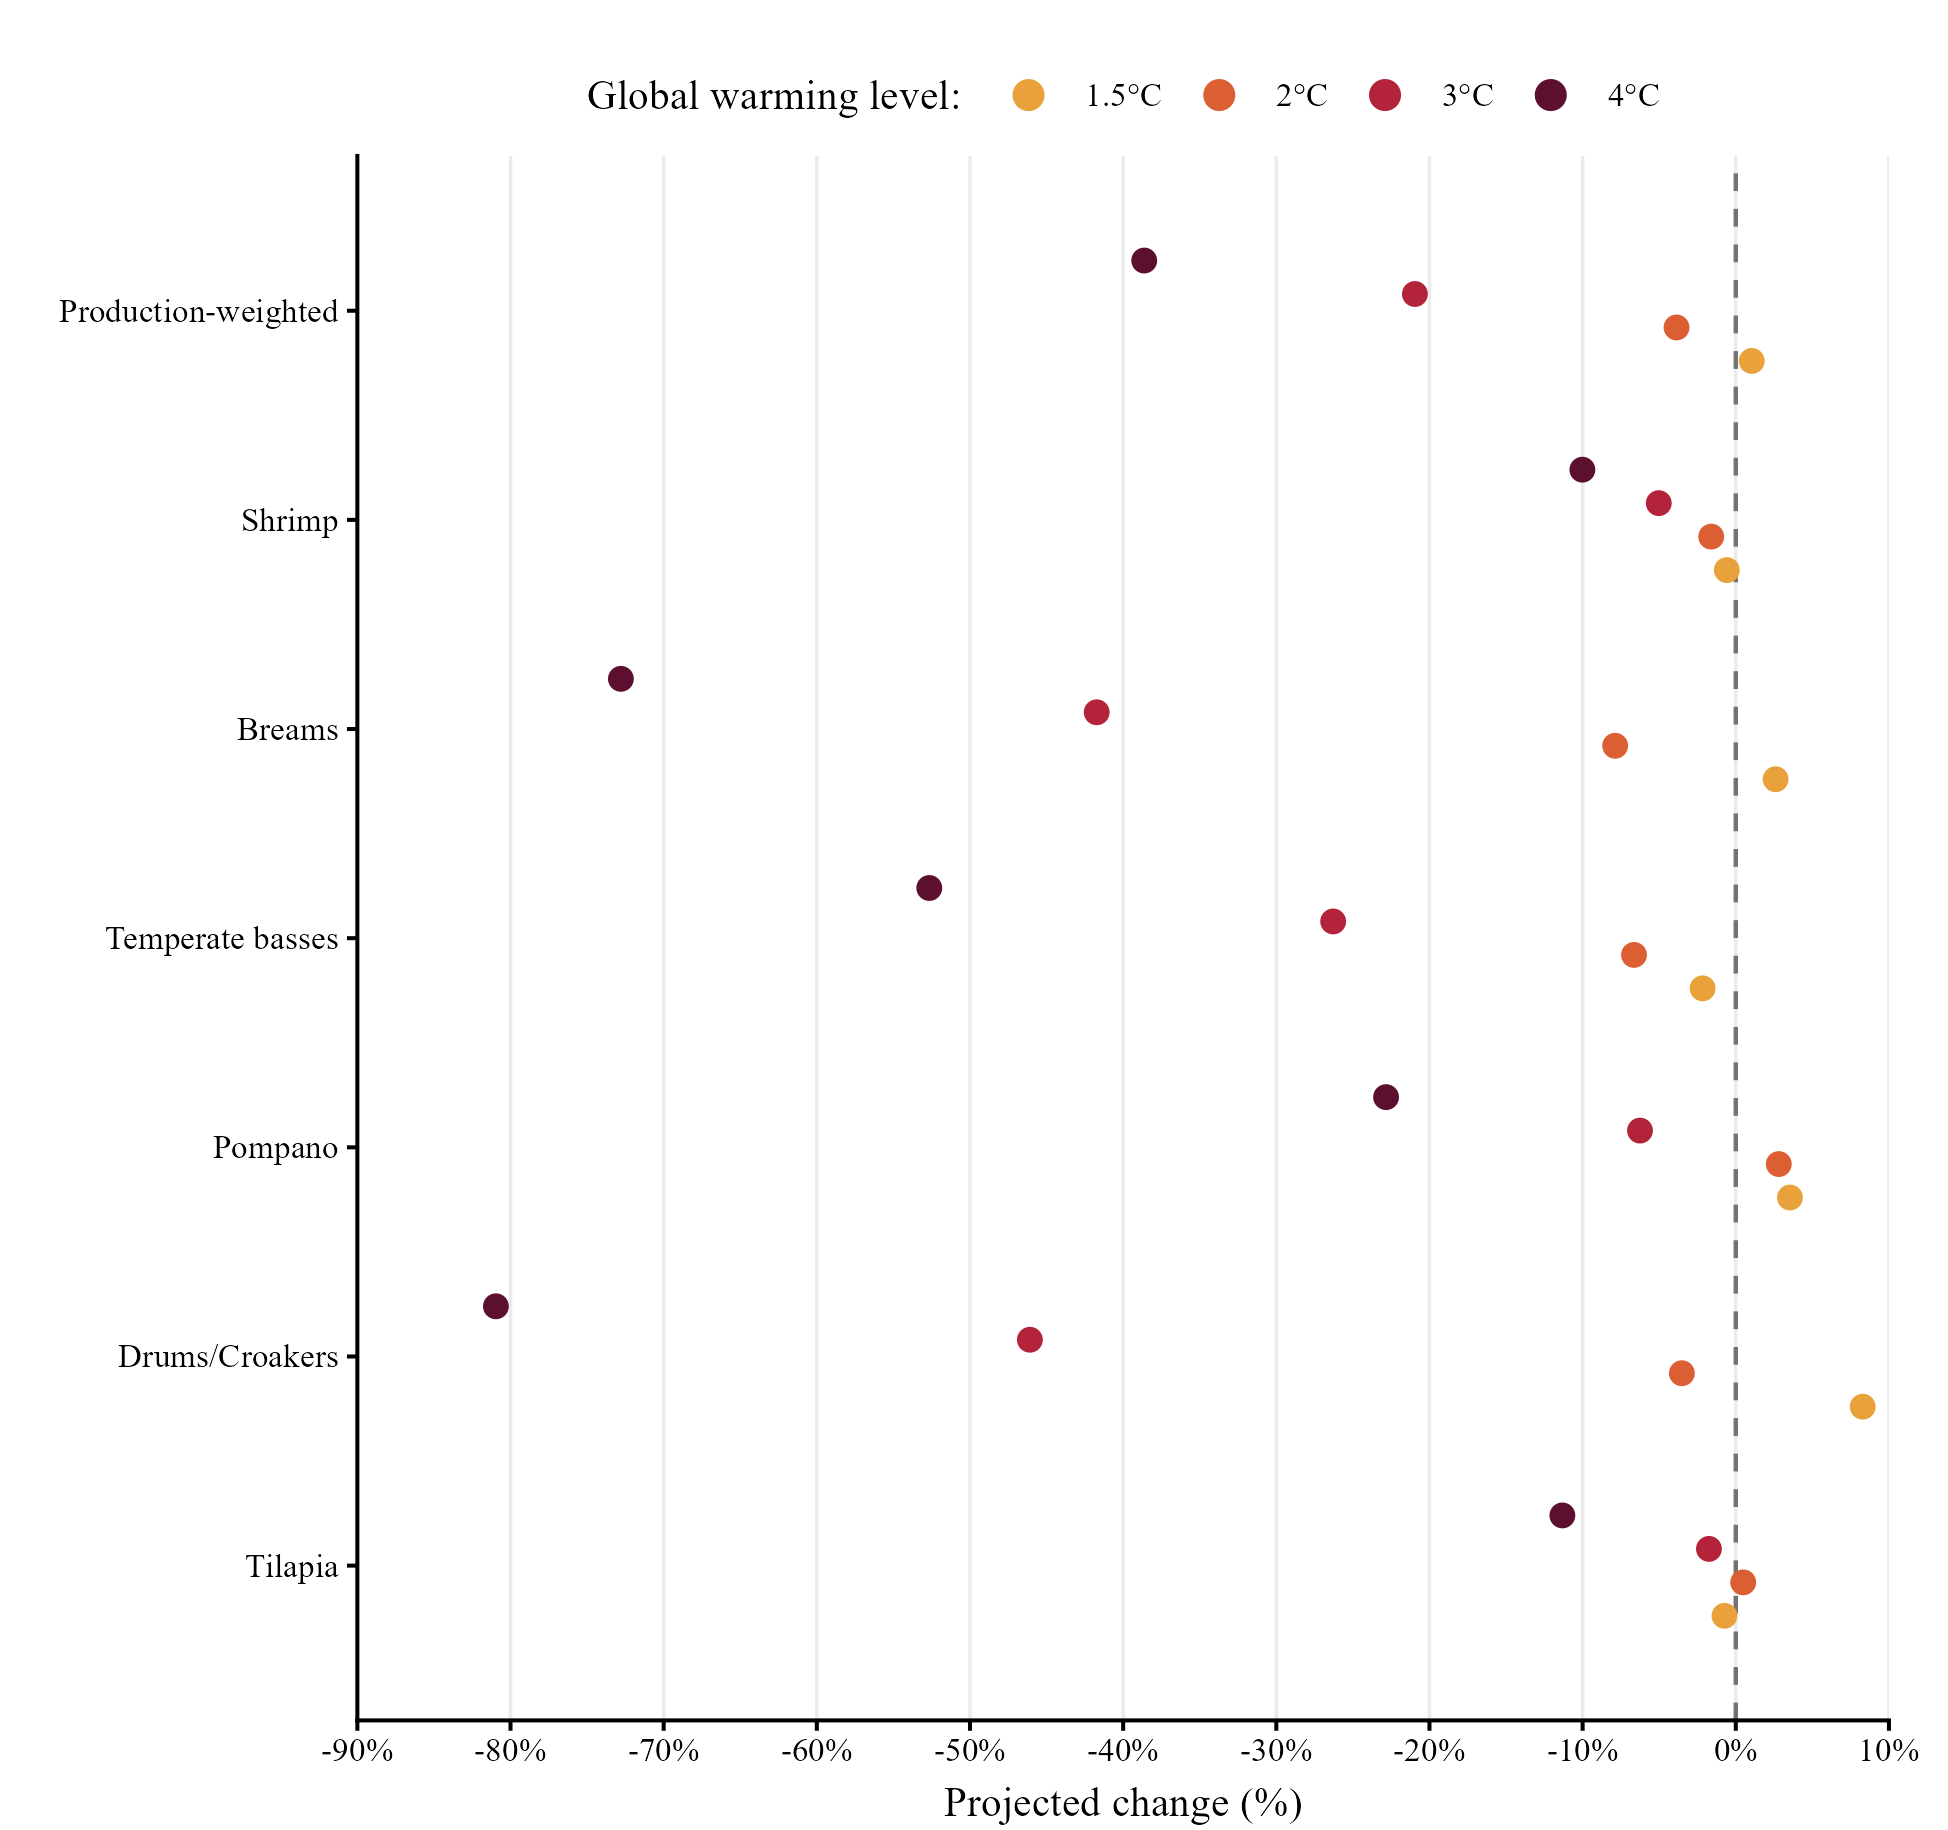 Global warming level: 1.5°C 2°C 3°C 4°C
Production-weighted
Shrimp
Breams
Temperate basses
Pompano
Drums/Croakers
Tilapia
-90% -80% -70% -60% -50% -40% -30% -20% -10% 0% 10%
Projected change (%)